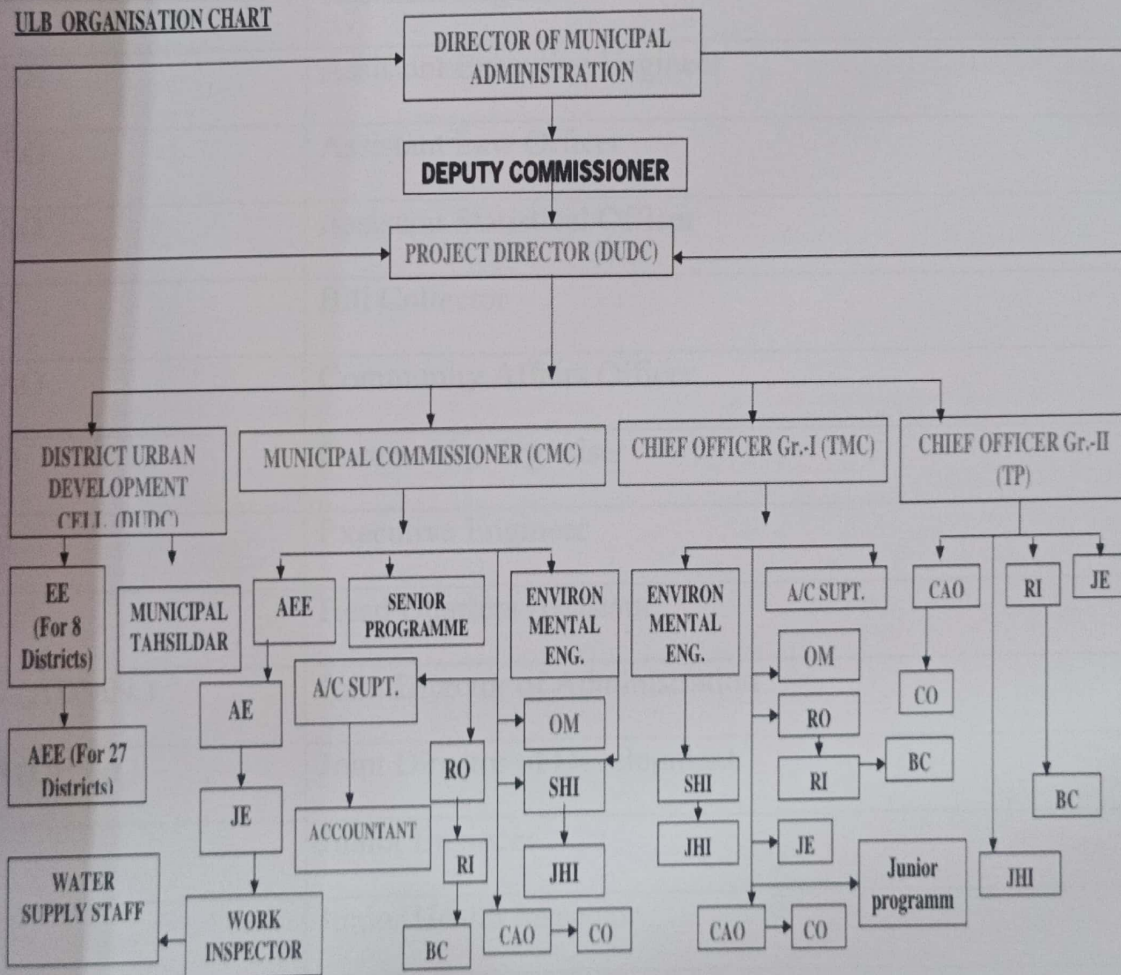 ULB ORGANISATION CHART
DIRECTOR OF MUNICIPAL
ADMINISTRATION
DEPUTY COMMISSIONER
PROJECT DIRECTOR (DUDC)
DISTRICT URBAN
DEVELOPMENT
CELL (DUDC)
MUNICIPAL COMMISSIONER (CMC)
CHIEF OFFICER Gr.-I (TMC)
CHIEF OFFICER Gr.-II
(TP)
EE
(For 8
Districts)
MUNICIPAL
TAHSILDAR
AEE
SENIOR
PROGRAMME
ENVIRON
MENTAL
ENG.
ENVIRON
MENTAL
ENG.
A/C SUPT.
CAO
RI
JE
AEE (For 27
Districts)
AE
A/C SUPT.
RO
OM
SHI
SHI
OM
RO
RI
BC
CO
BC
JE
ACCOUNTANT
RI
JHI
JHI
JE
Junior
programm
JHI
WATER
SUPPLY STAFF
WORK
INSPECTOR
BC
CAO
CO
CAO
CO